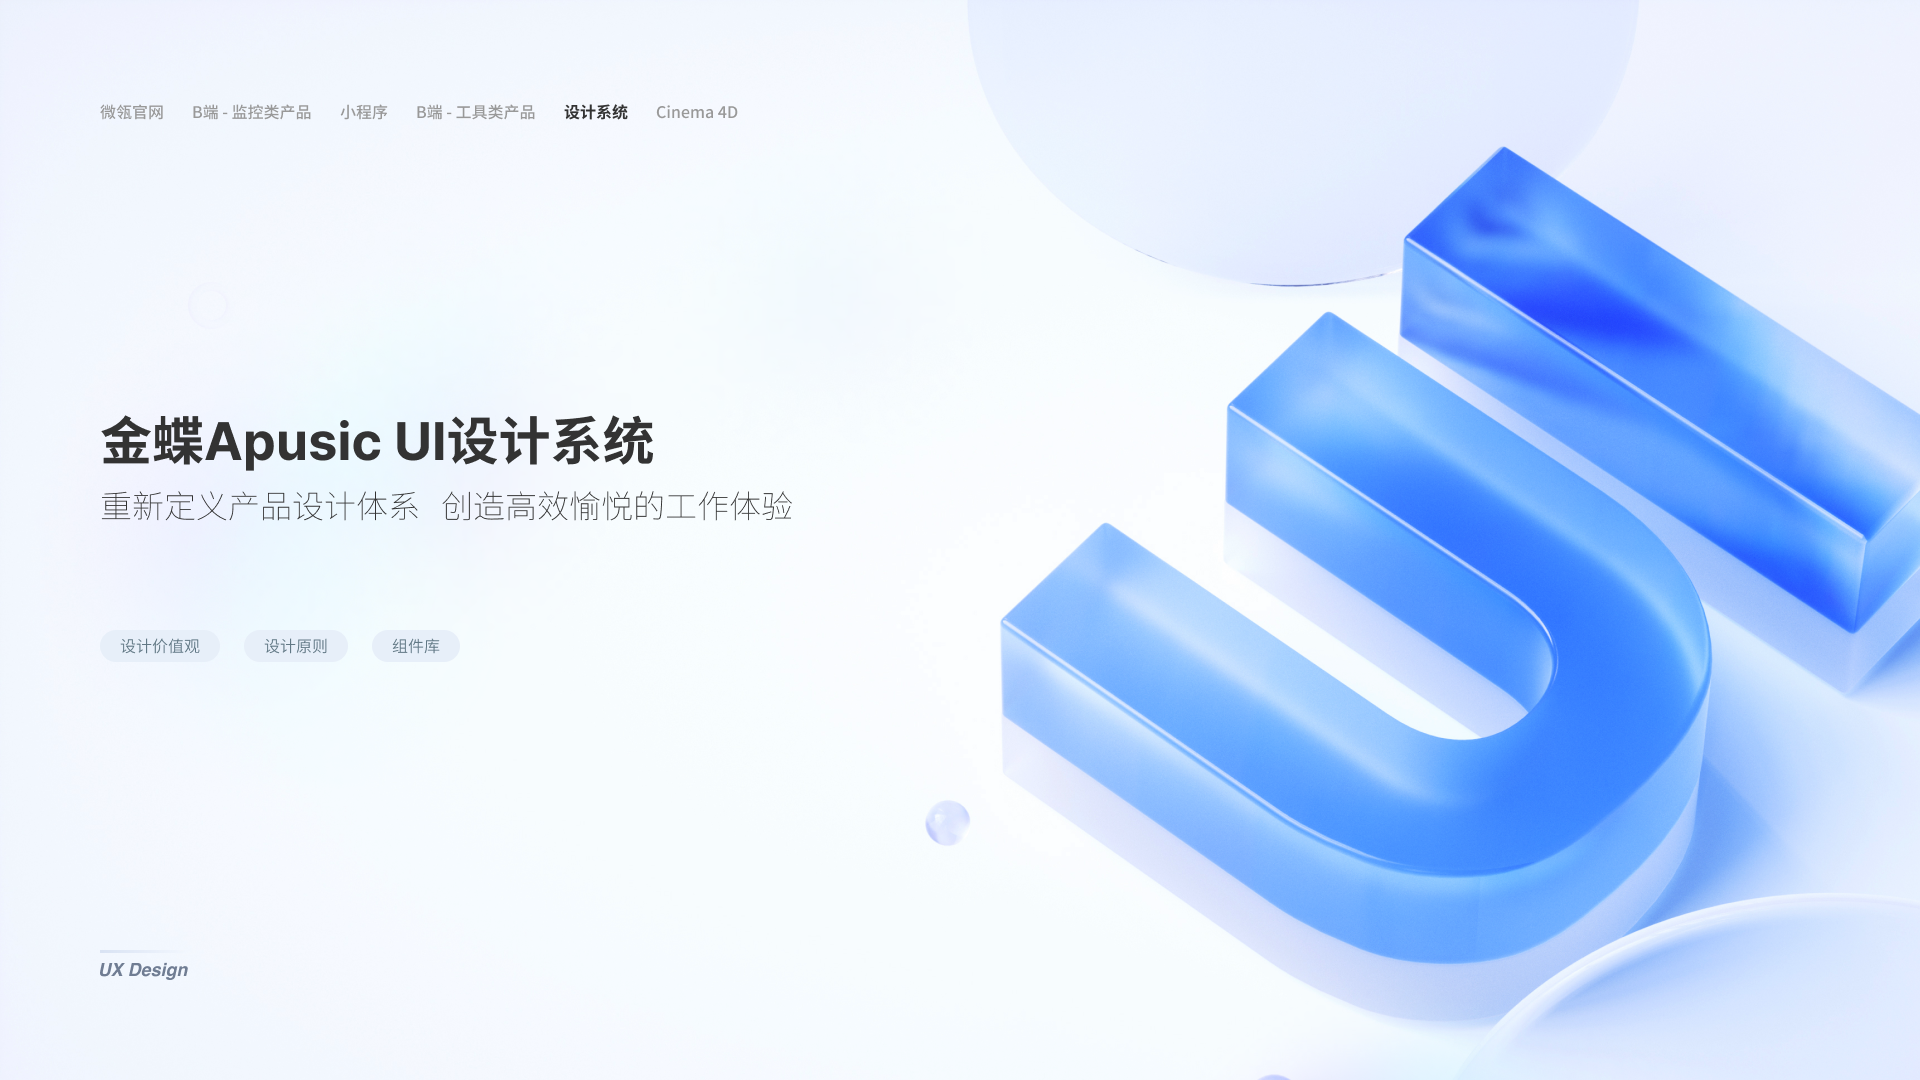 微瓴官网 B端 - 监控类产品 小程序 B端 - 工具类产品 设计系统 Cinema 4D
金蝶Apusic UI设计系统
重新定义产品设计体系 创造高效愉悦的工作体验
设计价值观 设计原则 组件库
UX Design
UI